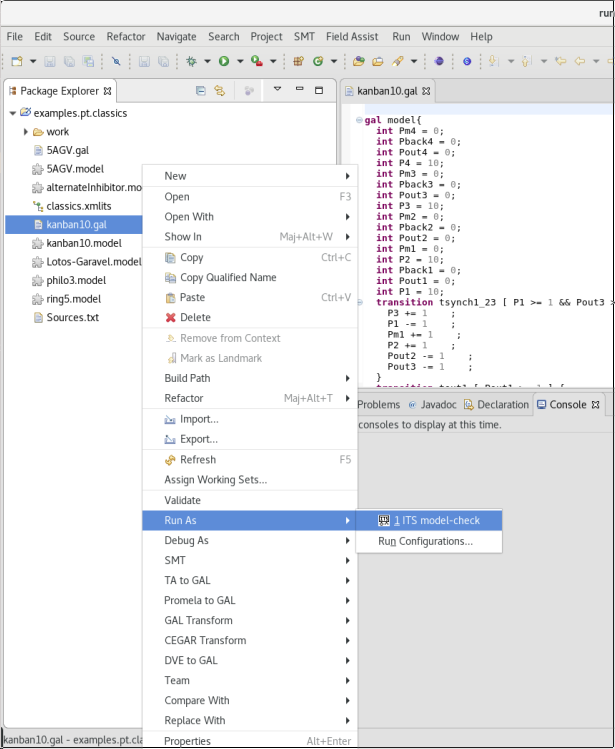 run
File Edit Source Refactor Navigate Search Project SMT Field Assist Run Window Help
Package Explorer
examples.pt.classics
work
5AGV.gal
5AGV.model
alternateInhibitor.mo
classics.xmlits
kanban10.gal
kanban10.model
Lotos-Garavel.model
philo3.model
ring5.model
Sources.txt
New
Open F3
Open With
Show In Maj+Alt+W
Copy Ctrl+C
Copy Qualified Name
Paste Ctrl+V
Delete
Remove from Context
Mark as Landmark
Build Path
Refactor Maj+Alt+T
Import...
Export...
Refresh F5
Assign Working Sets...
Validate
Run As
Debug As
SMT
TA to GAL
Promela to GAL
GAL Transform
CEGAR Transform
DVE to GAL
Team
Compare With
Replace With
Properties Alt+Enter
1 ITS model-check
Run Configurations...
kanban10.gal
gal model{
int Pm4 = 0;
int Pback4 = 0;
int Pout4 = 0;
int P4 = 10;
int Pm3 = 0;
int Pback3 = 0;
int Pout3 = 0;
int P3 = 10;
int Pm2 = 0;
int Pback2 = 0;
int Pout2 = 0;
int Pm1 = 0;
int P2 = 10;
int Pback1 = 0;
int Pout1 = 0;
int P1 = 10;
transition tsynch1_23 [ P1 >= 1 && Pout3 >
P3 += 1 ;
P1 -= 1 ;
Pm1 += 1 ;
P2 += 1 ;
Pout2 -= 1 ;
Pout3 -= 1 ;
}
transition tout1 [ Pout1 >= 1 ] {
Problems Javadoc Declaration Console
consoles to display at this time.
kanban10.gal - examples.pt.cla